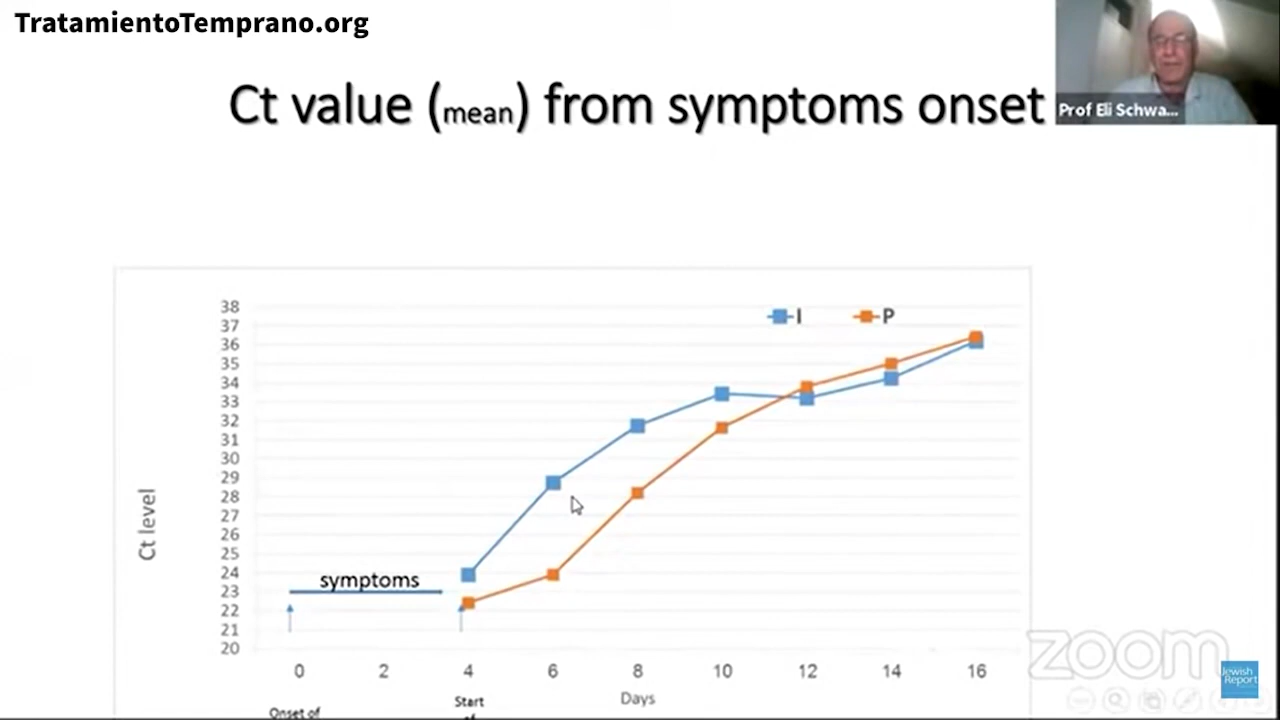 TratamientoTemprano.org
Ct value (mean) from symptoms onset
Prof Eli Schwa...
I
P
38
37
36
35
34
33
32
31
30
29
28
27
26
25
24
23
22
21
20
Ct level
symptoms
0 2 4 6 8 10 12 14 16
Days
Onset of
Start
of
zoom
Jewish
Report